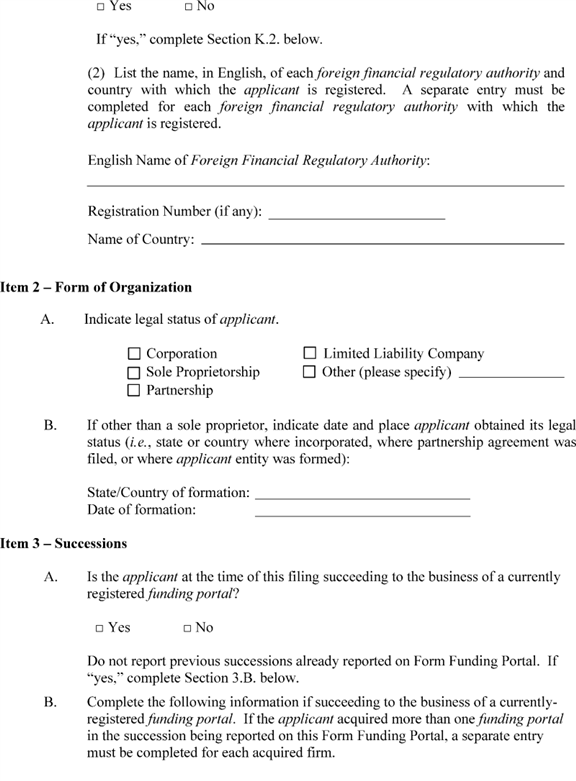 □ Yes □ No
If “yes,” complete Section K.2. below.
(2) List the name, in English, of each foreign financial regulatory authority and
country with which the applicant is registered. A separate entry must be
completed for each foreign financial regulatory authority with which the
applicant is registered.
English Name of Foreign Financial Regulatory Authority:
Registration Number (if any):
Name of Country:
Item 2 – Form of Organization
A. Indicate legal status of applicant.
□ Corporation □ Limited Liability Company
□ Sole Proprietorship □ Other (please specify)
□ Partnership
B. If other than a sole proprietor, indicate date and place applicant obtained its legal
status (i.e., state or country where incorporated, where partnership agreement was
filed, or where applicant entity was formed):
State/Country of formation:
Date of formation:
Item 3 – Successions
A. Is the applicant at the time of this filing succeeding to the business of a currently
registered funding portal?
□ Yes □ No
Do not report previous successions already reported on Form Funding Portal. If
“yes,” complete Section 3.B. below.
B. Complete the following information if succeeding to the business of a currently-
registered funding portal. If the applicant acquired more than one funding portal
in the succession being reported on this Form Funding Portal, a separate entry
must be completed for each acquired firm.